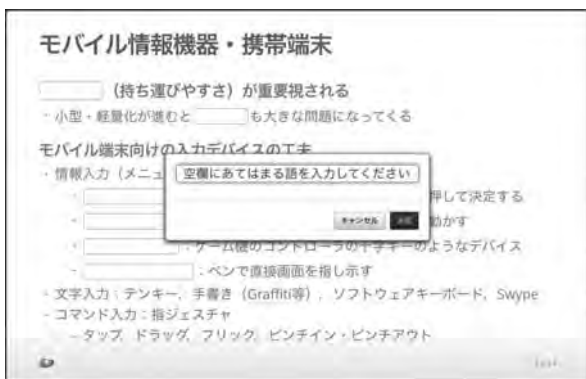 モバイル情報機器・携帯端末
（持ち運びやすさ）が重要視される
- 小型・軽量化が進むと も大きな問題になってくる
モバイル端末向けの入力デバイスの工夫
- 情報入力（メニュ
空欄にあてはまる語を入力してください
押して決定する
キャンセル
動かす
- ：ゲーム機のコントローラの十字キーのようなデバイス
- ：ペンで直接画面を指し示す
- 文字入力：テンキー，手書き（Graffiti等），ソフトウェアキーボード，Swype
- コマンド入力：指ジェスチャ
- タップ，ドラッグ，フリック，ピンチイン・ピンチアウト